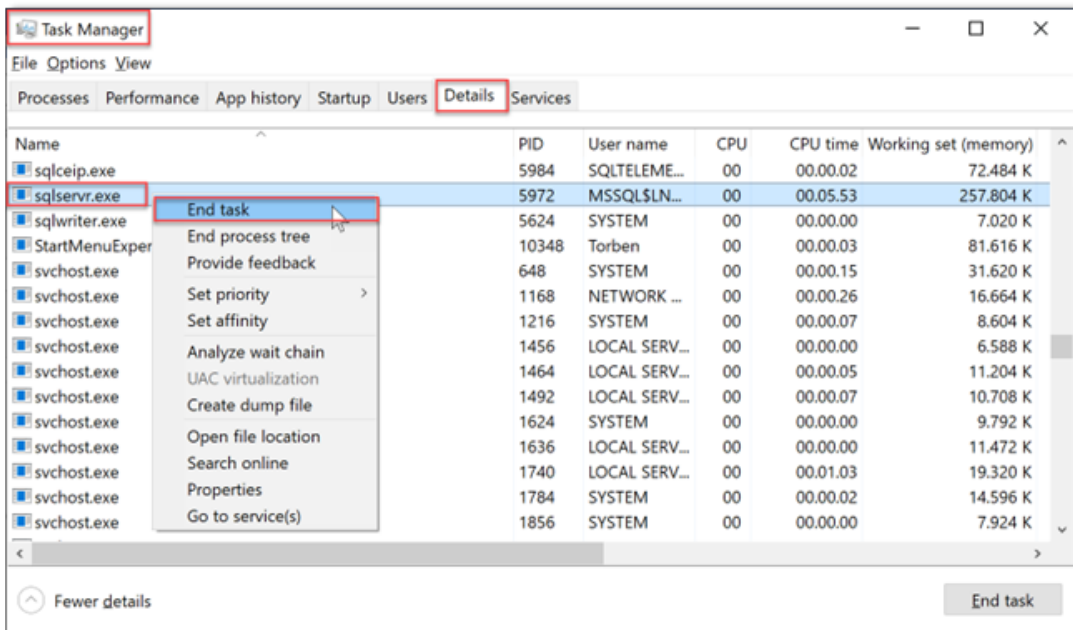 Task Manager
File Options View
Processes Performance App history Startup Users Details Services
Name PID User name CPU CPU time Working set (memory)
sqlceip.exe 5984 SQLTELEME... 00 00.00.02 72.484 K
sqlservr.exe 5972 MSSQL$LN... 00 00.05.53 257.804 K
sqlwriter.exe 5624 SYSTEM 00 00.00.00 7.020 K
StartMenuExper 10348 Torben 00 00.00.03 81.616 K
svchost.exe 648 SYSTEM 00 00.00.15 31.620 K
svchost.exe 1168 NETWORK ... 00 00.00.26 16.664 K
svchost.exe 1216 SYSTEM 00 00.00.07 8.604 K
svchost.exe 1456 LOCAL SERV... 00 00.00.00 6.588 K
svchost.exe 1464 LOCAL SERV... 00 00.00.05 11.204 K
svchost.exe 1492 LOCAL SERV... 00 00.00.07 10.708 K
svchost.exe 1624 SYSTEM 00 00.00.00 9.792 K
svchost.exe 1636 LOCAL SERV... 00 00.00.00 11.472 K
svchost.exe 1740 LOCAL SERV... 00 00.01.03 19.320 K
svchost.exe 1784 SYSTEM 00 00.00.02 14.596 K
svchost.exe 1856 SYSTEM 00 00.00.00 7.924 K
End task
End process tree
Provide feedback
Set priority
Set affinity
Analyze wait chain
UAC virtualization
Create dump file
Open file location
Search online
Properties
Go to service(s)
Fewer details
End task